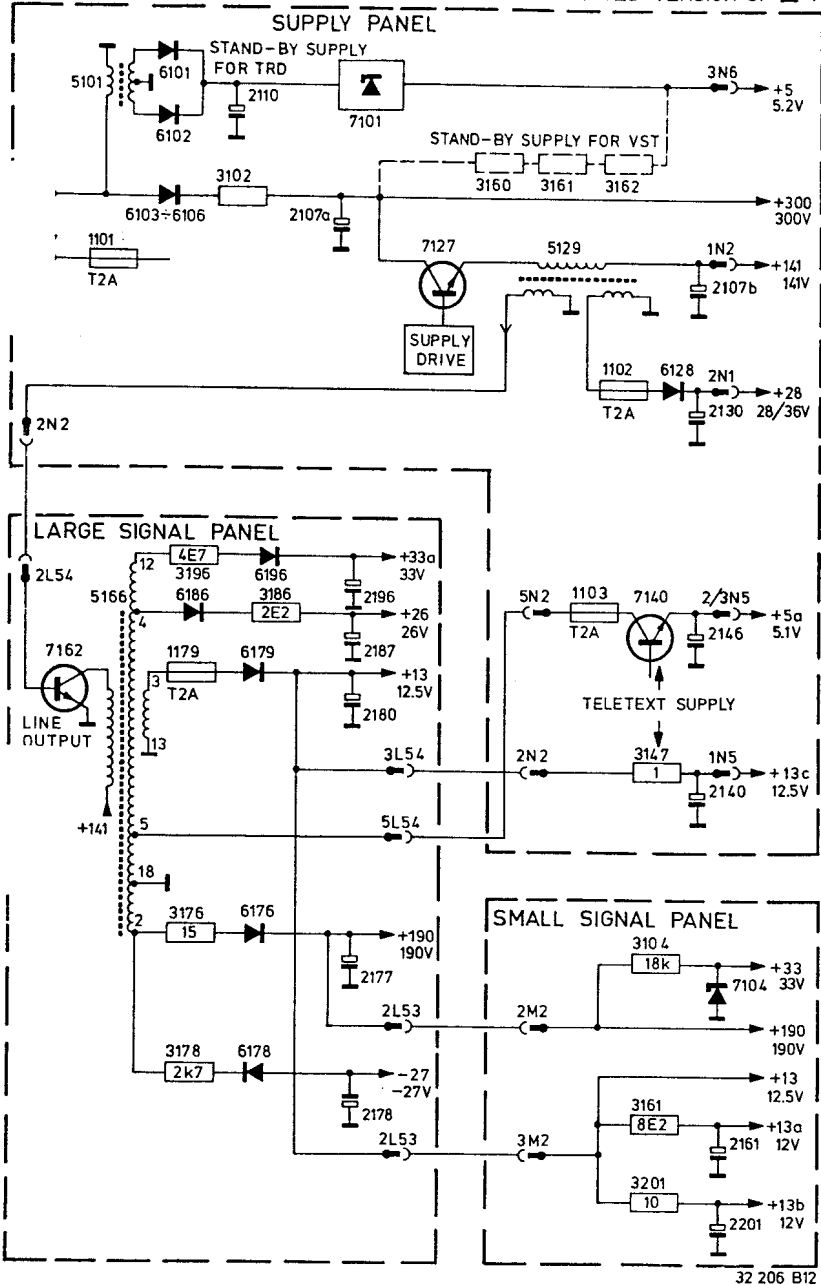 SUPPLY PANEL
STAND-BY SUPPLY
FOR TRD
5101
6101
6102
2110
7101
3N6
+5
5.2V
STAND-BY SUPPLY FOR VST
3160
3161
3162
6103÷6106
3102
2107a
+300
300V
1101
T2A
7127
5129
1N2
+141
141V
2107b
SUPPLY
DRIVE
1102
T2A
6128
2N1
+28
28/36V
2130
2N2
LARGE SIGNAL PANEL
2L54
5166
12
4E7
3196
6196
+33a
33V
2196
4
6186
3186
2E2
+26
26V
2187
7162
3
1179
T2A
6179
+13
12.5V
2180
LINE
OUTPUT
13
+141
3L54
5
5L54
18
2
3176
15
6176
+190
190V
2177
2L53
3178
2k7
6178
-27
-27V
2178
2L53
5N2
1103
T2A
7140
2/3N5
+5a
5.1V
2146
TELETEXT SUPPLY
2N2
3147
1
1N5
+13c
12.5V
2140
SMALL SIGNAL PANEL
3104
18k
+33
33V
7104
2M2
+190
190V
+13
12.5V
3161
8E2
+13a
12V
2161
3M2
3201
10
+13b
12V
2201
32 206 B12